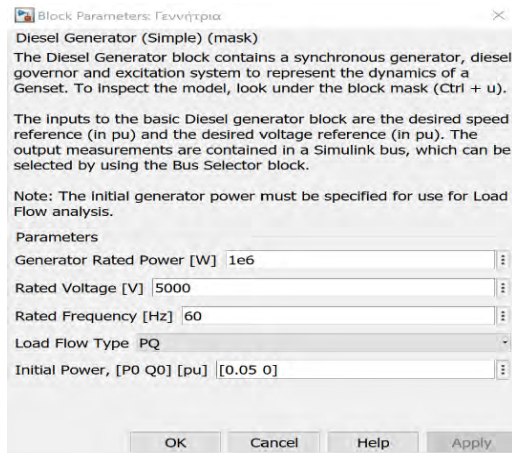 Block Parameters: Γεννήτρια
Diesel Generator (Simple) (mask)
The Diesel Generator block contains a synchronous generator, diesel
governor and excitation system to represent the dynamics of a
Genset. To inspect the model, look under the block mask (Ctrl + u).
The inputs to the basic Diesel generator block are the desired speed
reference (in pu) and the desired voltage reference (in pu). The
output measurements are contained in a Simulink bus, which can be
selected by using the Bus Selector block.
Note: The initial generator power must be specified for use for Load
Flow analysis.
Parameters
Generator Rated Power [W] 1e6
Rated Voltage [V] 5000
Rated Frequency [Hz] 60
Load Flow Type PQ
Initial Power, [P0 Q0] [pu] [0.05 0]
OK Cancel Help Apply